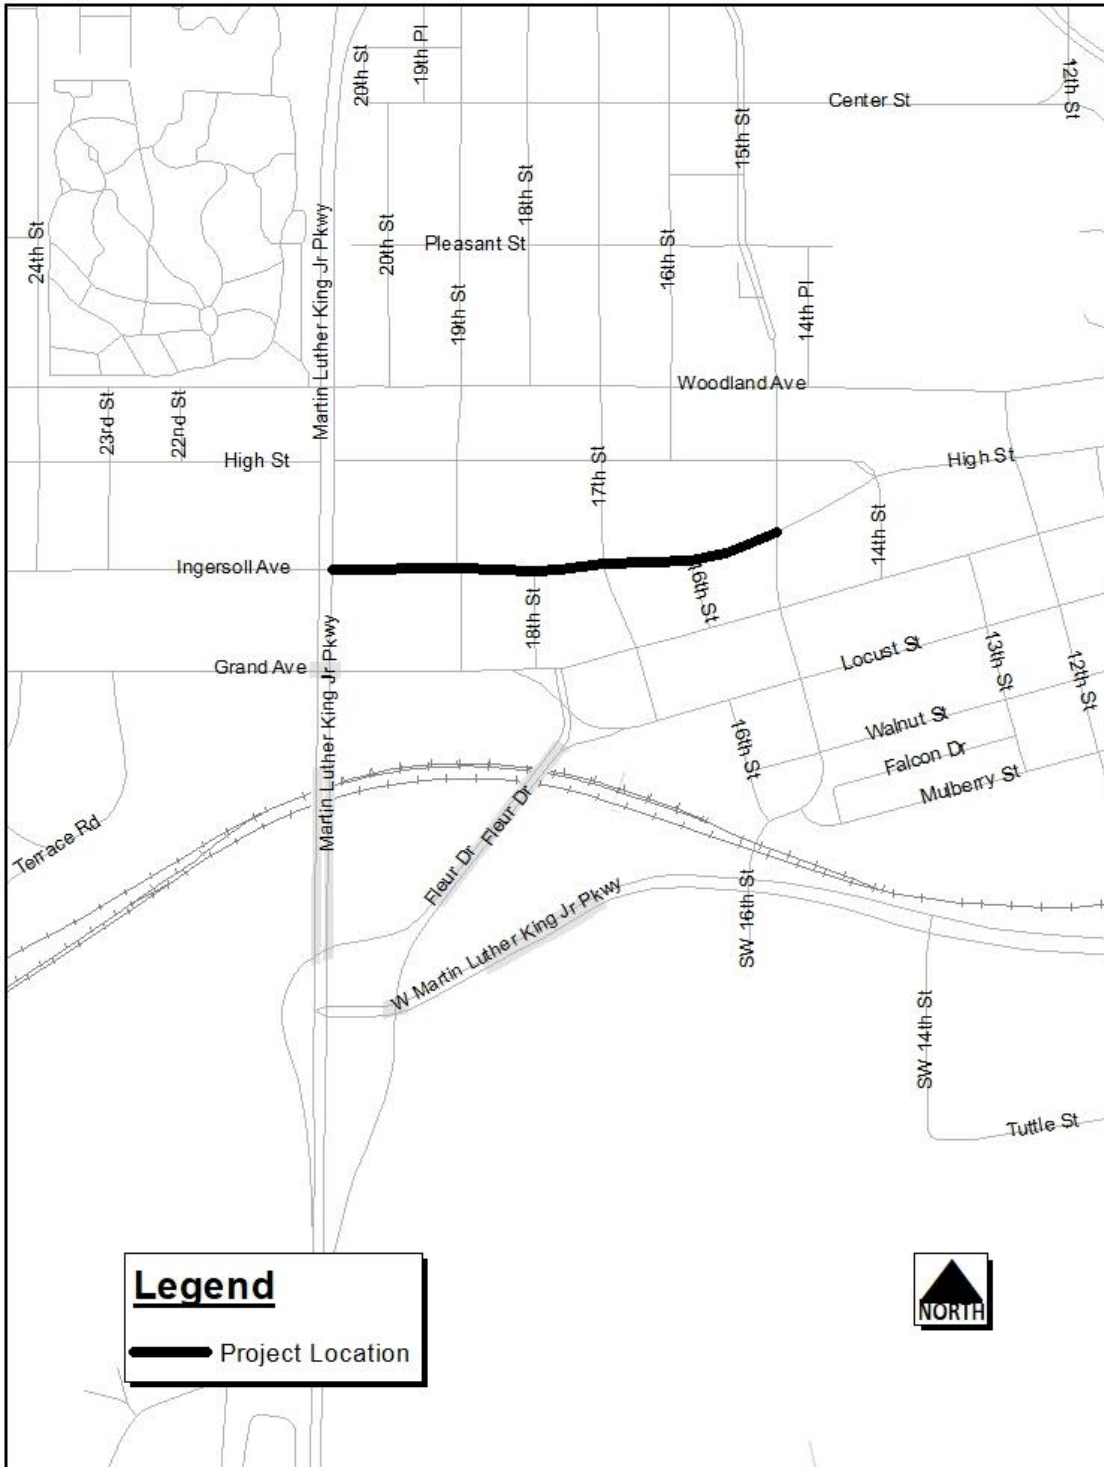 20th St
19th Pl
12th St
Center St
15th St
18th St
24th St
Martin Luther King Jr Pkwy
20th St
Pleasant St
16th St
19th St
14th Pl
Woodland Ave
23rd St
22nd St
High St
17th St
High St
14th St
Ingersoll Ave
16th St
18th St
Grand Ave
Martin Luther King Jr Pkwy
Locust St
13th St
12th St
16th St
Walnut St
Falcon Dr
Mulberry St
Terrace Rd
Fleur Dr
Fleur Dr
W Martin Luther King Jr Pkwy
SW 16th St
SW 14th St
Tuttle St
Legend
Project Location
NORTH